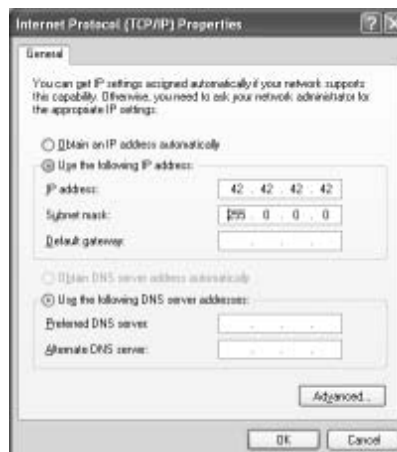 Internet Protocol (TCP/IP) Properties
General
You can get IP settings assigned automatically if your network supports
this capability. Otherwise, you need to ask your network administrator for
the appropriate IP settings.
Obtain an IP address automatically
Use the following IP address:
IP address: 42 . 42 . 42 . 42
Subnet mask: 255 . 0 . 0 . 0
Default gateway: . . .
Obtain DNS server address automatically
Use the following DNS server addresses:
Preferred DNS server: . . .
Alternate DNS server: . . .
Advanced...
OK Cancel